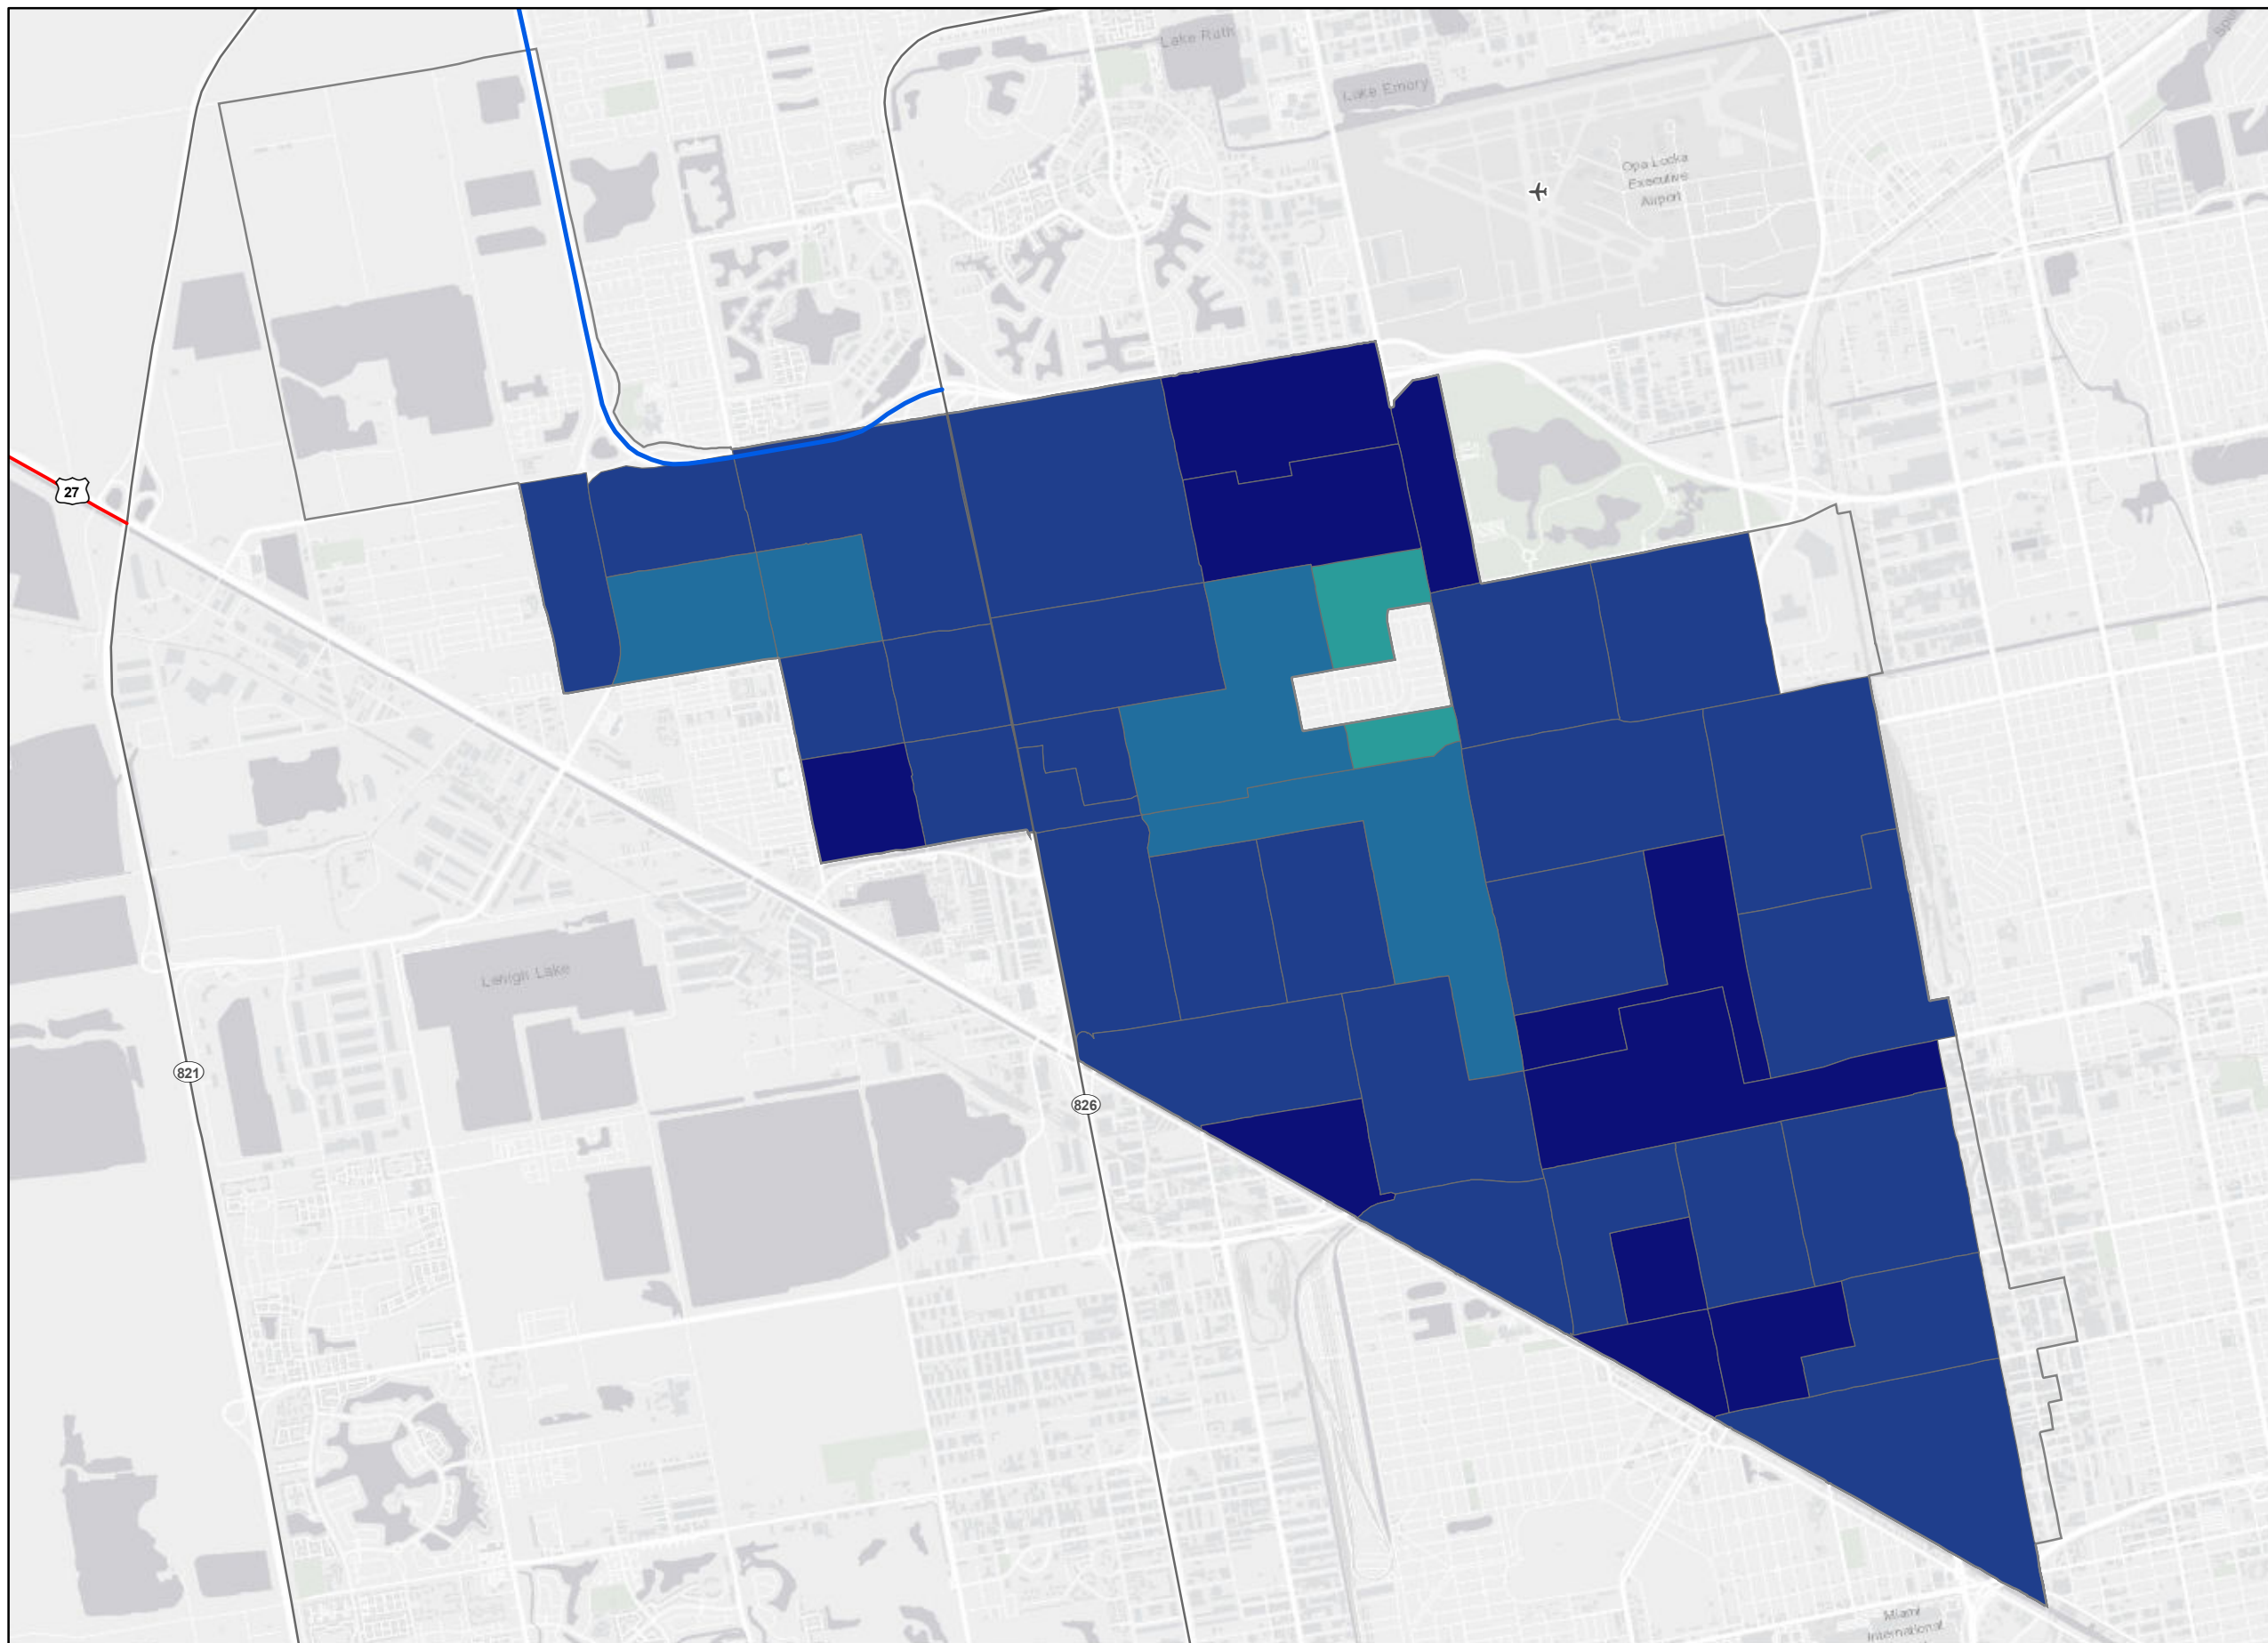 Lake Ruth
Lake Emory
Opa Locka
Executive
Airport
27
Lehigh Lake
821
826
Miami
International